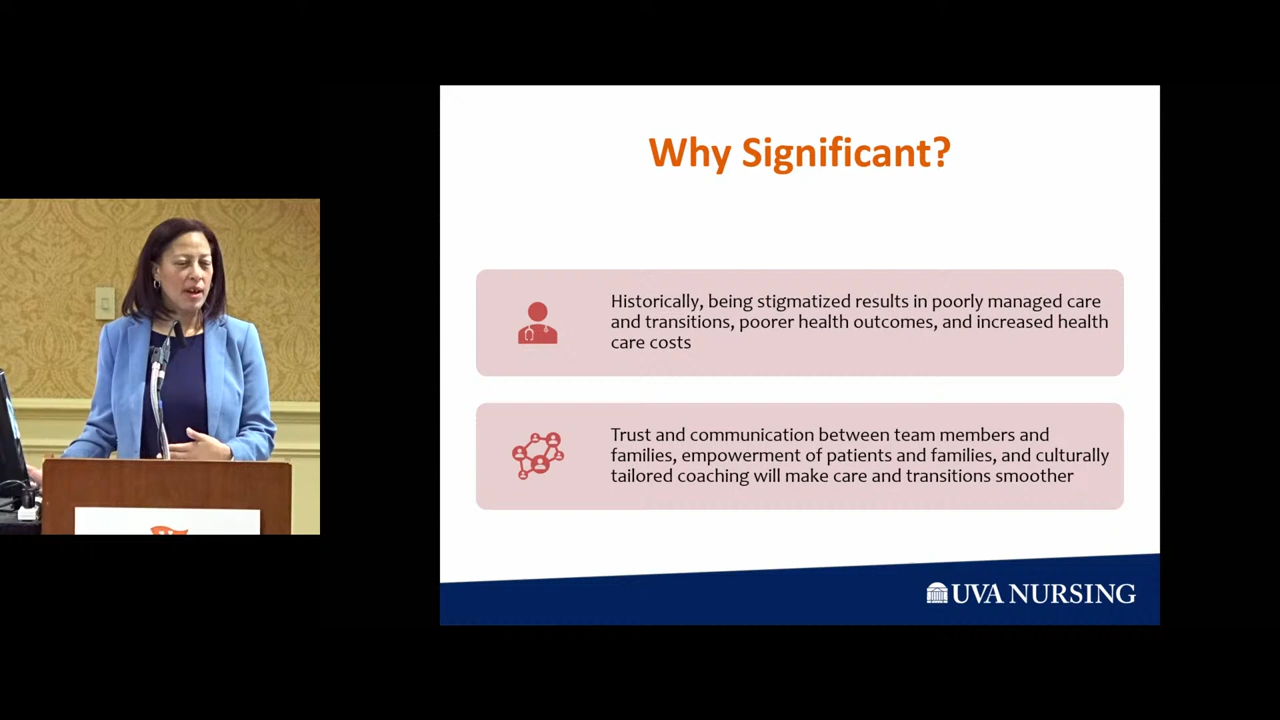 Why Significant?
Historically, being stigmatized results in poorly managed care
and transitions, poorer health outcomes, and increased health
care costs
Trust and communication between team members and
families, empowerment of patients and families, and culturally
tailored coaching will make care and transitions smoother
UVA NURSING